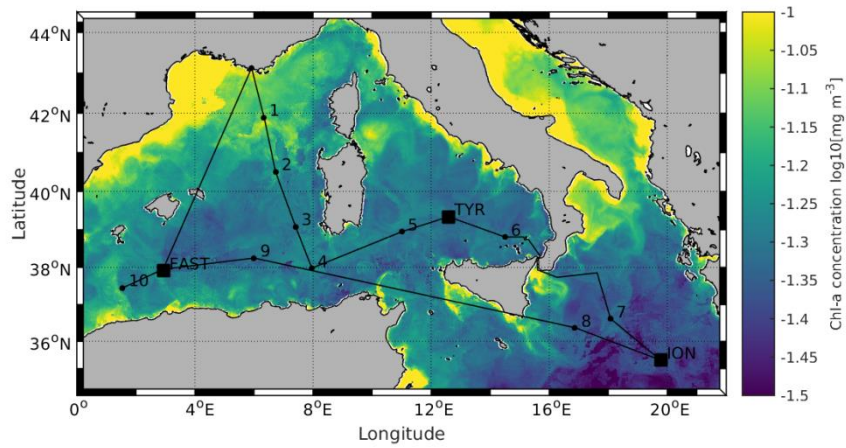 44°N
42°N
40°N
38°N
36°N
Latitude
0°
4°E
8°E
12°E
16°E
20°E
Longitude
1
2
3
4
5
TYR
6
FAST
9
10
7
8
ION
-1
-1.05
-1.1
-1.15
-1.2
-1.25
-1.3
-1.35
-1.4
-1.45
-1.5
Chl-a concentration log10[mg m⁻³]